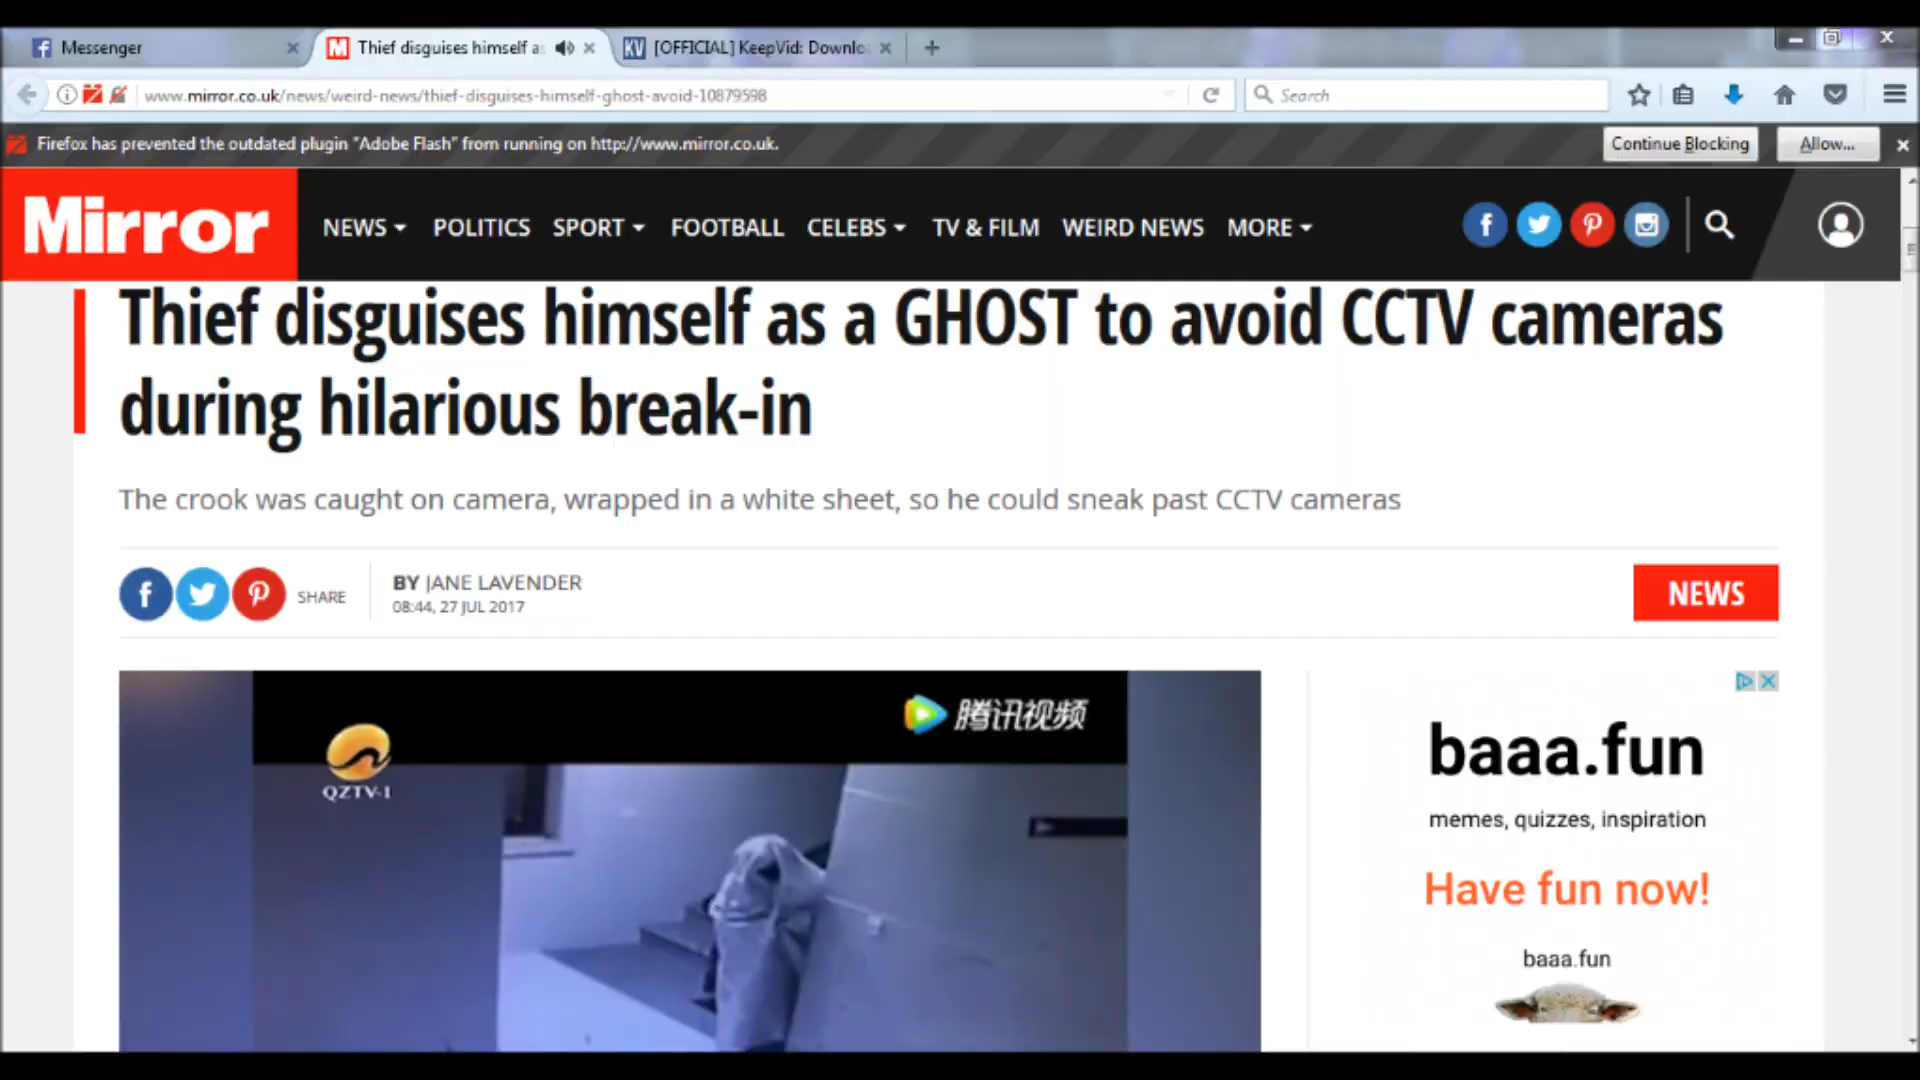 Messenger
Thief disguises himself as
[OFFICIAL] KeepVid: Downlo
www.mirror.co.uk/news/weird-news/thief-disguises-himself-ghost-avoid-10879598
Search
Firefox has prevented the outdated plugin "Adobe Flash" from running on http://www.mirror.co.uk.
Continue Blocking
Allow...
Mirror
NEWS
POLITICS
SPORT
FOOTBALL
CELEBS
TV & FILM
WEIRD NEWS
MORE
Thief disguises himself as a GHOST to avoid CCTV cameras
during hilarious break-in
The crook was caught on camera, wrapped in a white sheet, so he could sneak past CCTV cameras
SHARE
BY JANE LAVENDER
08:44, 27 JUL 2017
NEWS
腾讯视频
QZTV-1
baaa.fun
memes, quizzes, inspiration
Have fun now!
baaa.fun